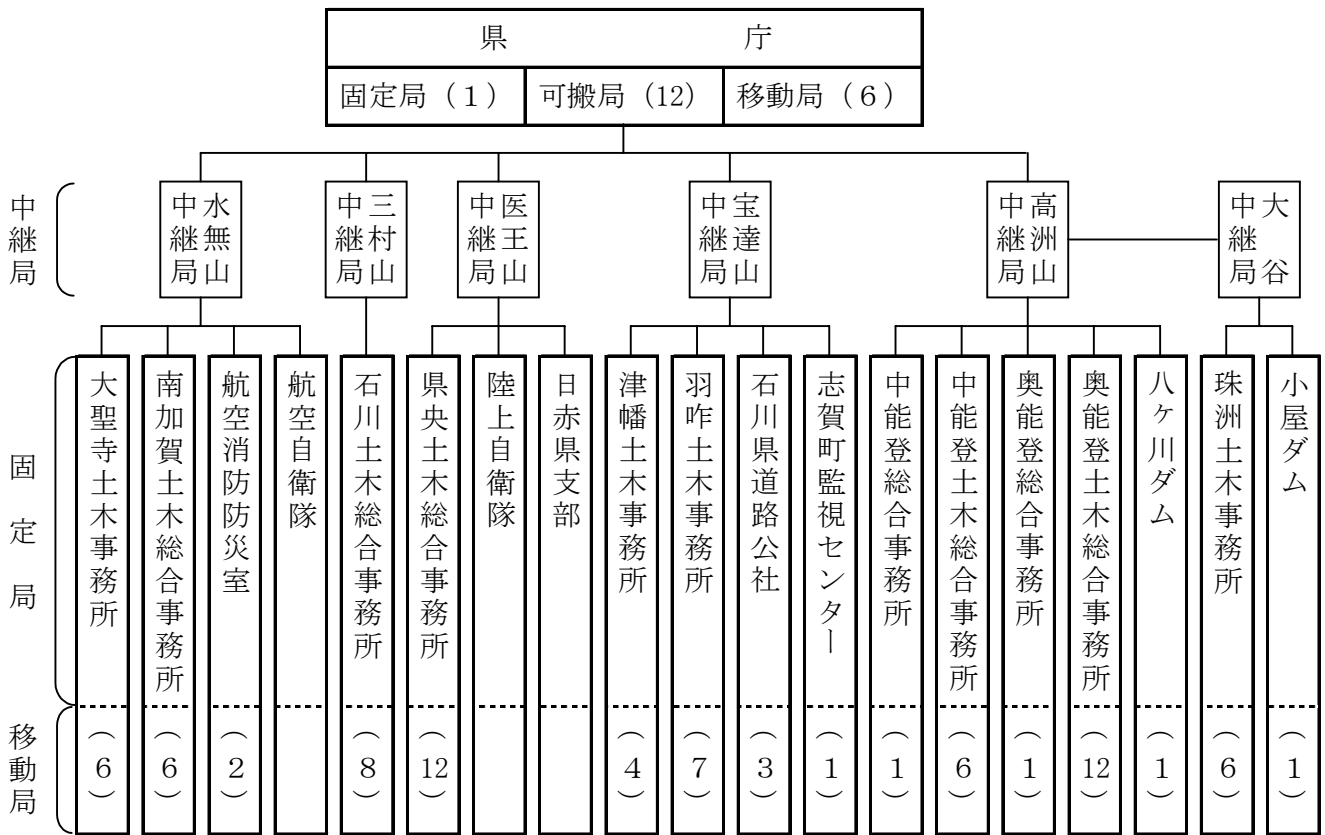 県庁
固定局（１）
可搬局（12）
移動局（６）
中継局
水無山中継局
三村山中継局
医王山中継局
宝達山中継局
高洲山中継局
大谷中継局
固定局
大聖寺土木事務所
南加賀土木総合事務所
航空消防防災室
航空自衛隊
石川土木総合事務所
県央土木総合事務所
陸上自衛隊
日赤県支部
津幡土木事務所
羽咋土木事務所
石川県道路公社
志賀町監視センター
中能登総合事務所
中能登土木総合事務所
奥能登総合事務所
奥能登土木総合事務所
八ヶ川ダム
珠洲土木事務所
小屋ダム
移動局
（６）
（６）
（２）
（８）
（12）
（４）
（７）
（３）
（１）
（１）
（６）
（１）
（12）
（１）
（６）
（１）